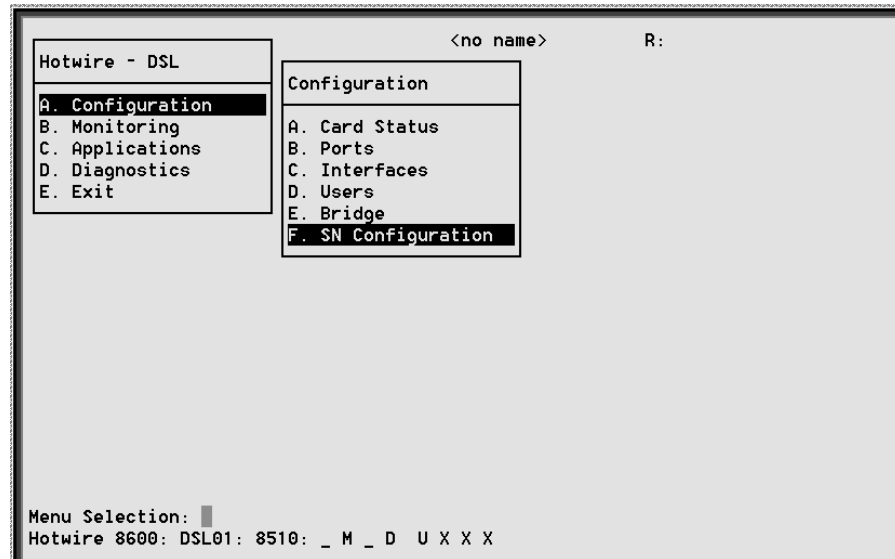 <no name> R:
Hotwire - DSL
A. Configuration
B. Monitoring
C. Applications
D. Diagnostics
E. Exit
Configuration
A. Card Status
B. Ports
C. Interfaces
D. Users
E. Bridge
F. SN Configuration
Menu Selection:
Hotwire 8600: DSL01: 8510: _ M _ D U X X X